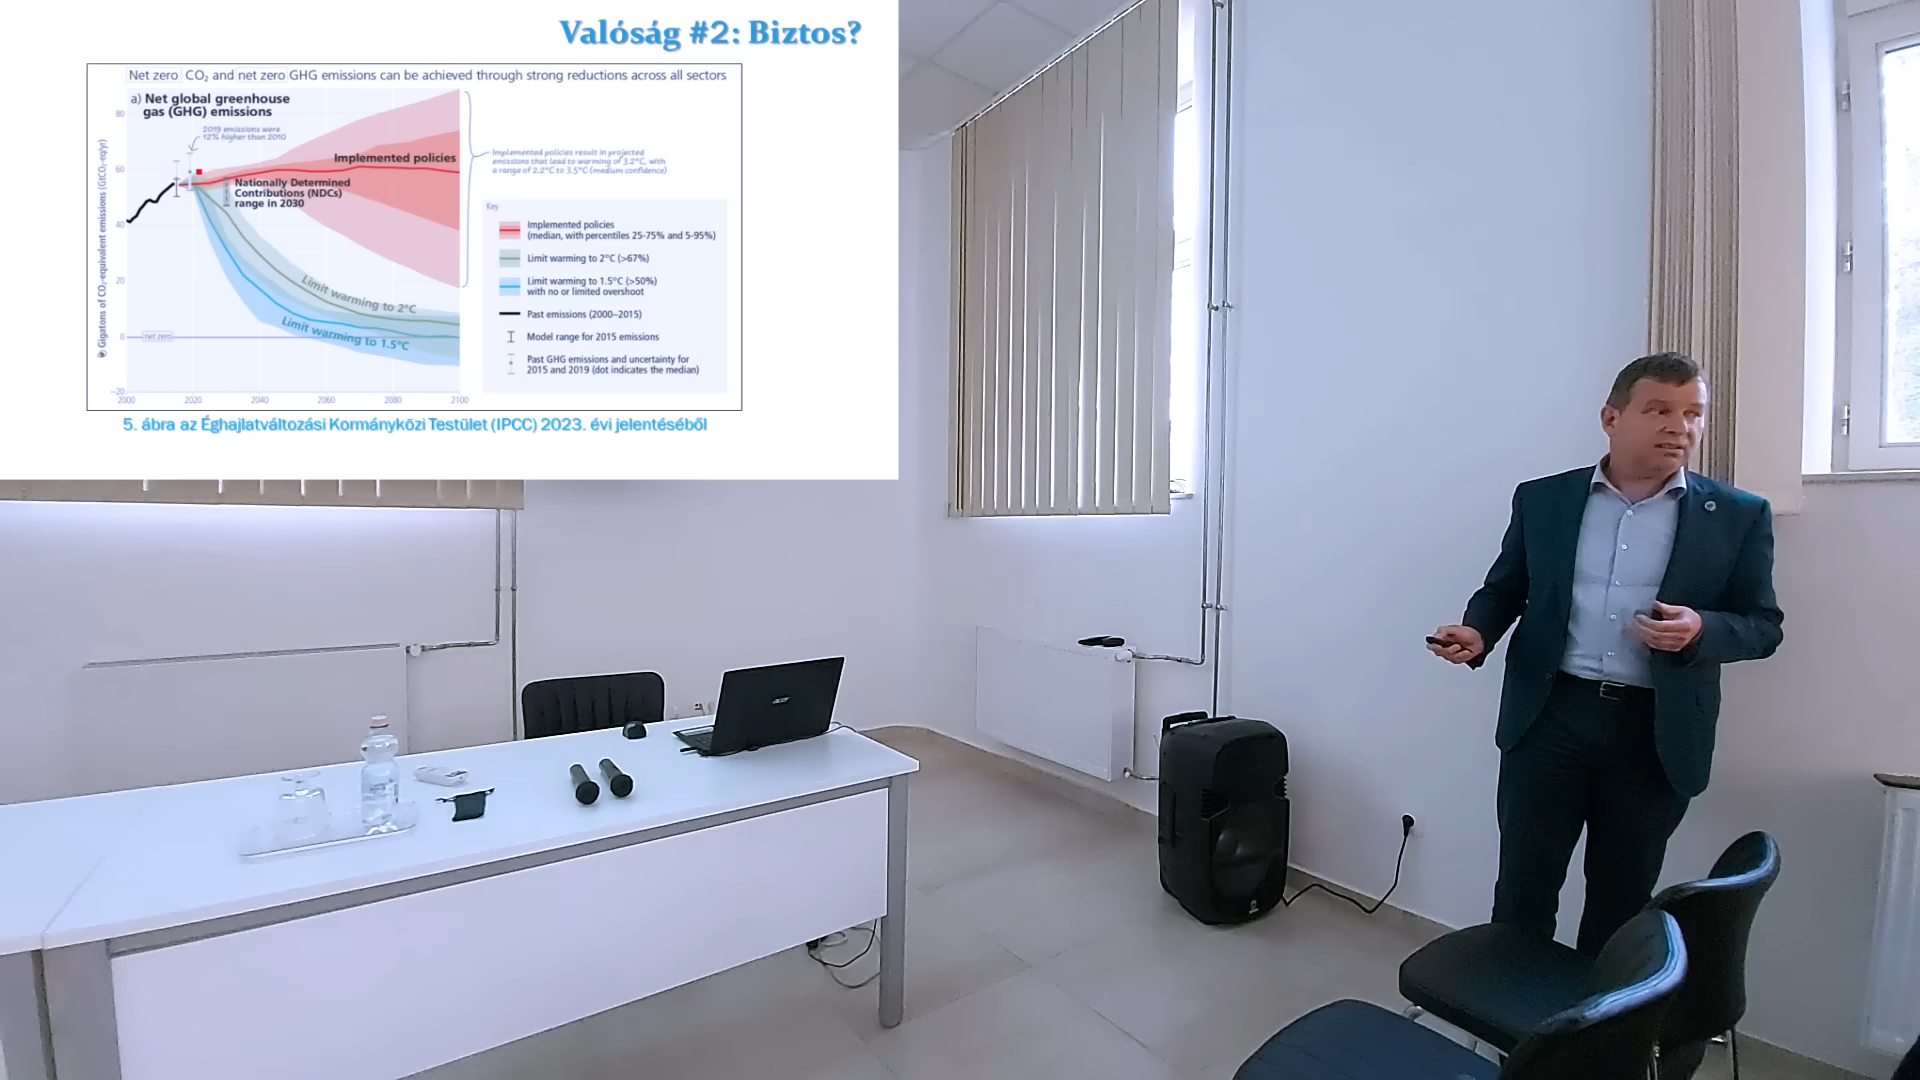 Valóság #2: Biztos?
Net zero CO₂ and net zero GHG emissions can be achieved through strong reductions across all sectors
a) Net global greenhouse
gas (GHG) emissions
2019 emissions were
12% higher than 2010
Gigatons of CO₂-equivalent emissions (GtCO₂-eq/yr)
80
60
40
20
0
−20
net zero
2000
2020
2040
2060
2080
2100
Implemented policies
Nationally Determined
Contributions (NDCs)
range in 2030
Limit warming to 2°C
Limit warming to 1.5°C
Implemented policies result in projected
emissions that lead to warming of 3.2°C, with
a range of 2.2°C to 3.5°C (medium confidence)
Key
Implemented policies
(median, with percentiles 25-75% and 5-95%)
Limit warming to 2°C (>67%)
Limit warming to 1.5°C (>50%)
with no or limited overshoot
Past emissions (2000–2015)
Model range for 2015 emissions
Past GHG emissions and uncertainty for
2015 and 2019 (dot indicates the median)
5. ábra az Éghajlatváltozási Kormányközi Testület (IPCC) 2023. évi jelentéséből
acer